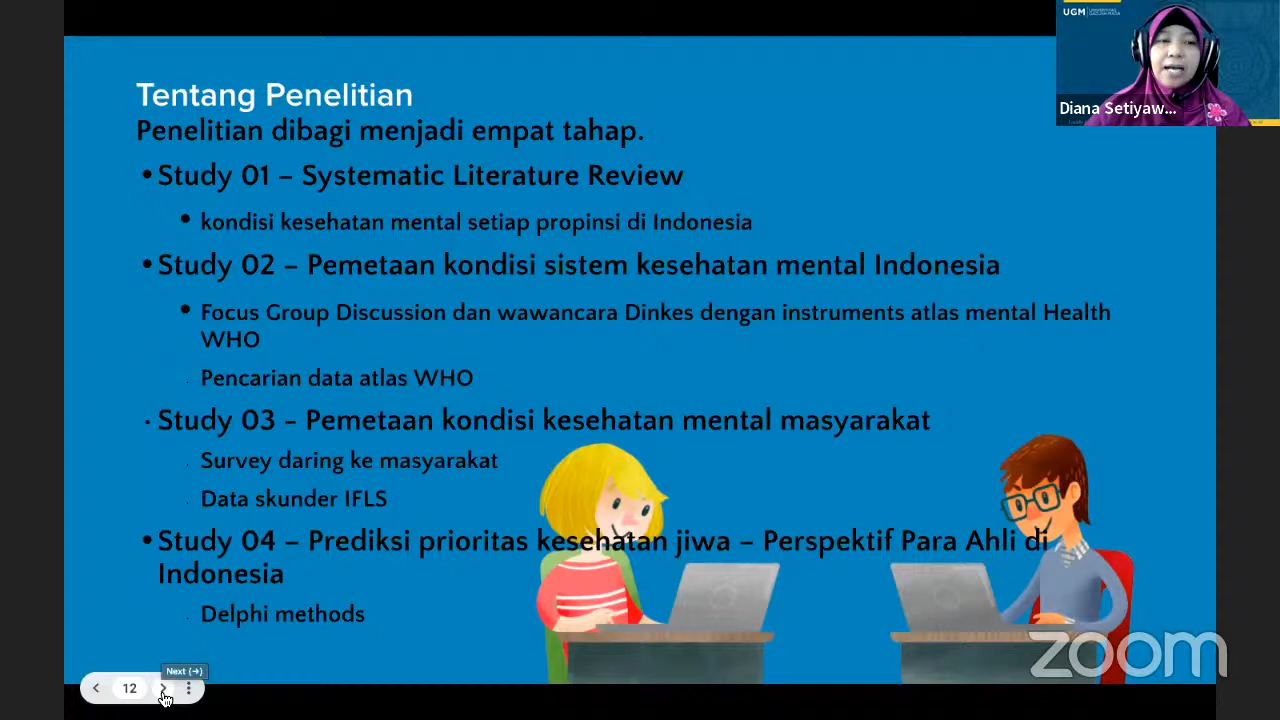 UGM
Diana Setiyaw...
Tentang Penelitian
Penelitian dibagi menjadi empat tahap.
•Study 01 – Systematic Literature Review
• kondisi kesehatan mental setiap propinsi di Indonesia
•Study 02 – Pemetaan kondisi sistem kesehatan mental Indonesia
• Focus Group Discussion dan wawancara Dinkes dengan instruments atlas mental Health
WHO
· Pencarian data atlas WHO
· Study 03 - Pemetaan kondisi kesehatan mental masyarakat
· Survey daring ke masyarakat
· Data skunder IFLS
•Study 04 – Prediksi prioritas kesehatan jiwa – Perspektif Para Ahli di
Indonesia
· Delphi methods
zoom
Next (→)
12